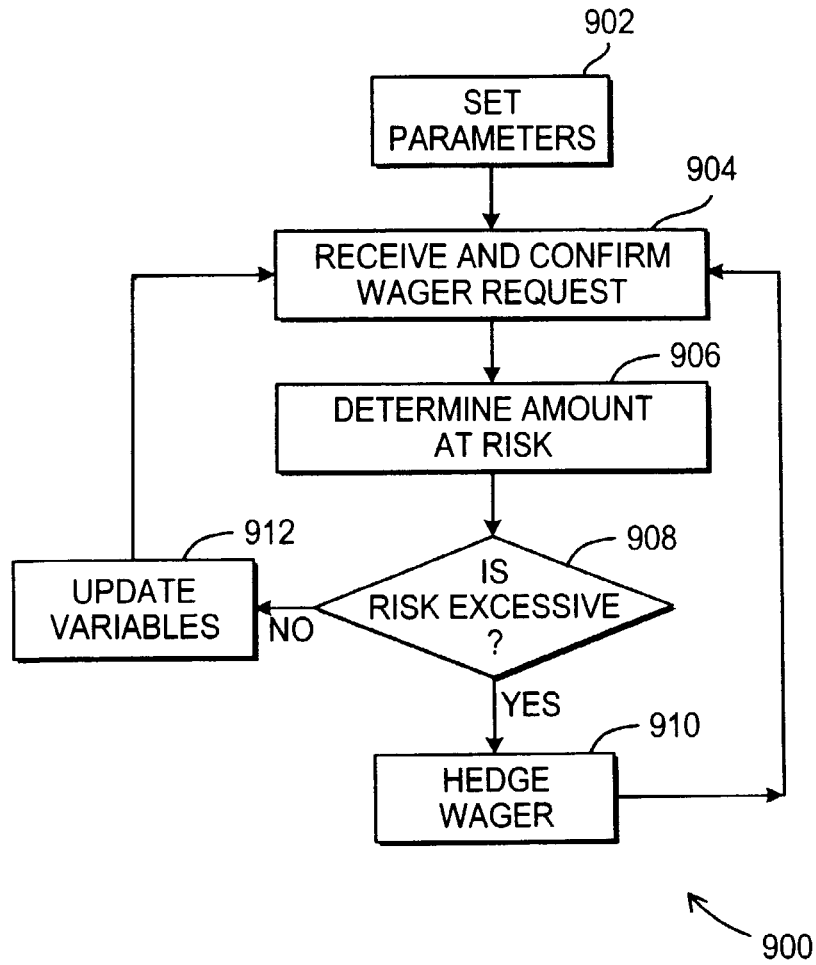 902
SET
PARAMETERS
904
RECEIVE AND CONFIRM
WAGER REQUEST
906
DETERMINE AMOUNT
AT RISK
908
IS
RISK EXCESSIVE
?
912
UPDATE
VARIABLES
NO
YES
910
HEDGE
WAGER
900